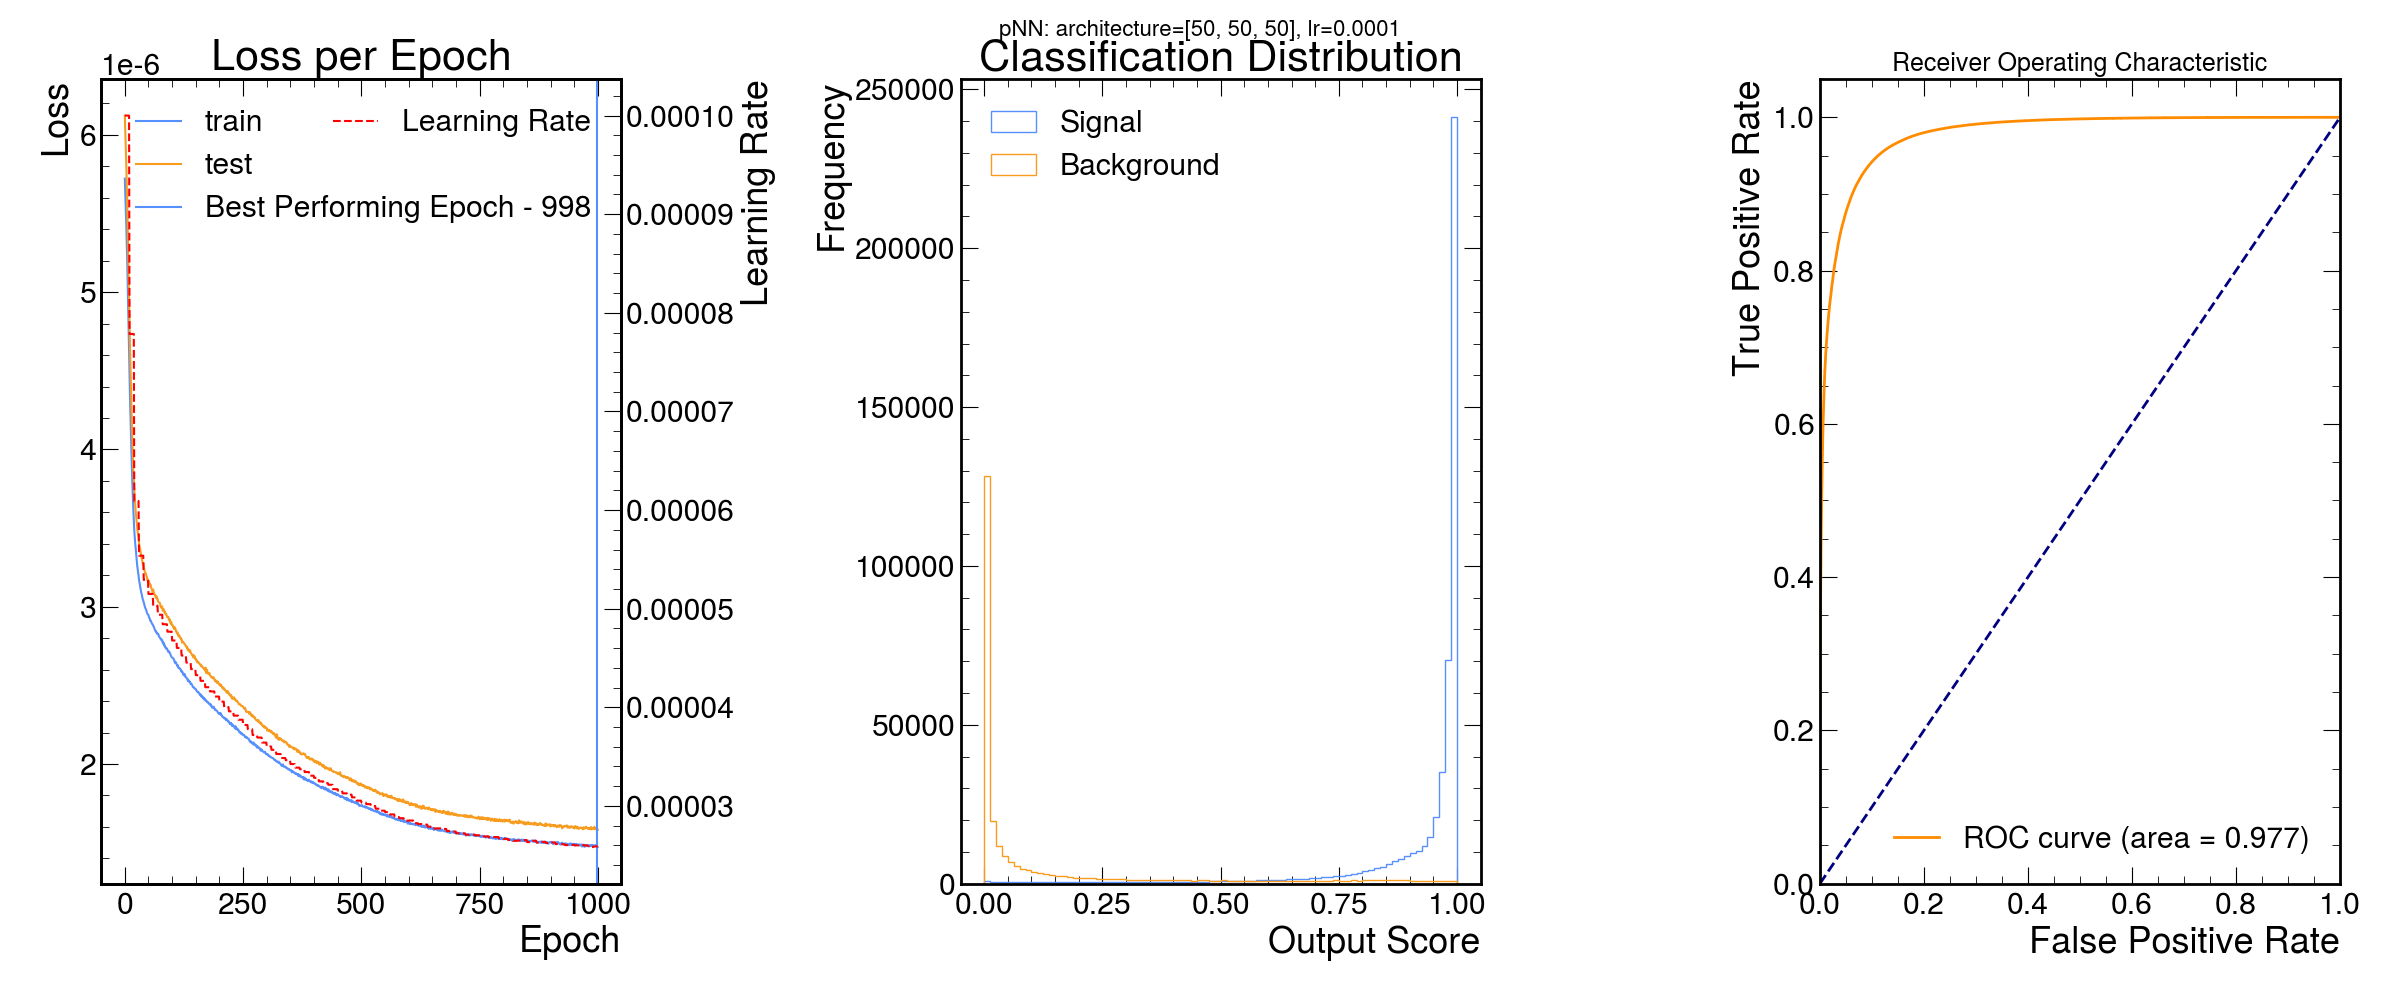 pNN: architecture=[50, 50, 50], lr=0.0001
Loss per Epoch
1e-6
Loss
6
5
4
3
2
train
test
Best Performing Epoch - 998
Learning Rate
0.00010
0.00009
0.00008
0.00007
0.00006
0.00005
0.00004
0.00003
Learning Rate
0 250 500 750 1000
Epoch
Classification Distribution
Frequency
250000
200000
150000
100000
50000
0
Signal
Background
0.00 0.25 0.50 0.75 1.00
Output Score
Receiver Operating Characteristic
True Positive Rate
1.0
0.8
0.6
0.4
0.2
0.0
ROC curve (area = 0.977)
0.0 0.2 0.4 0.6 0.8 1.0
False Positive Rate